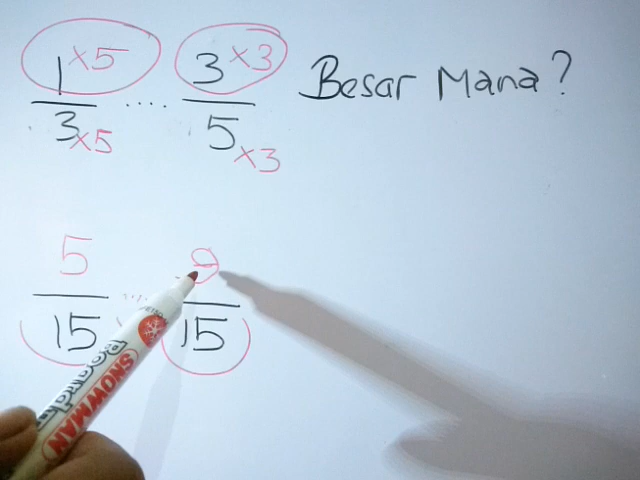 1 ×5 .... 3 ×3 Besar Mana?
3 ×5 5 ×3
5 .... 9
15 15
SNOWMAN